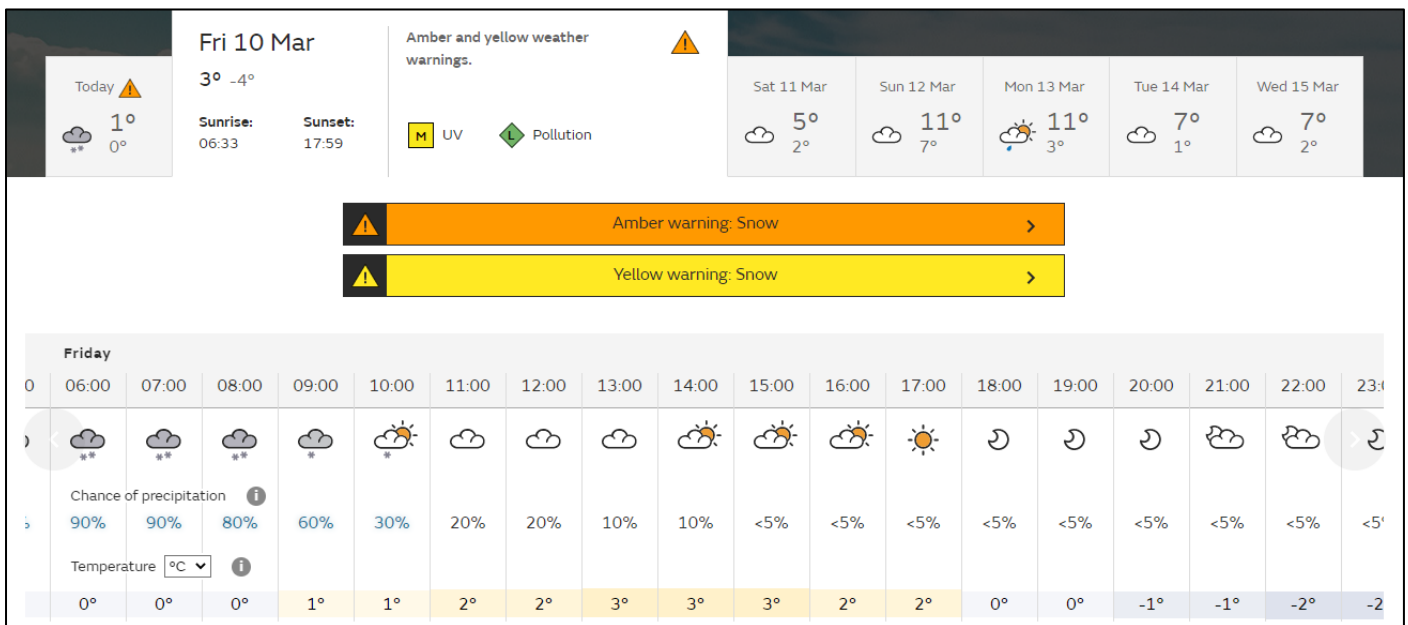 Fri 10 Mar
3° -4°
Sunrise: Sunset:
06:33 17:59
Amber and yellow weather
warnings.
M UV L Pollution
Today
1°
0°
Sat 11 Mar
5°
2°
Sun 12 Mar
11°
7°
Mon 13 Mar
11°
3°
Tue 14 Mar
7°
1°
Wed 15 Mar
7°
2°
Amber warning: Snow
Yellow warning: Snow
Friday
06:00 07:00 08:00 09:00 10:00 11:00 12:00 13:00 14:00 15:00 16:00 17:00 18:00 19:00 20:00 21:00 22:00
Chance of precipitation i
90% 90% 80% 60% 30% 20% 20% 10% 10% <5% <5% <5% <5% <5% <5% <5% <5%
Temperature °C i
0° 0° 0° 1° 1° 2° 2° 3° 3° 3° 2° 2° 0° 0° -1° -1° -2°